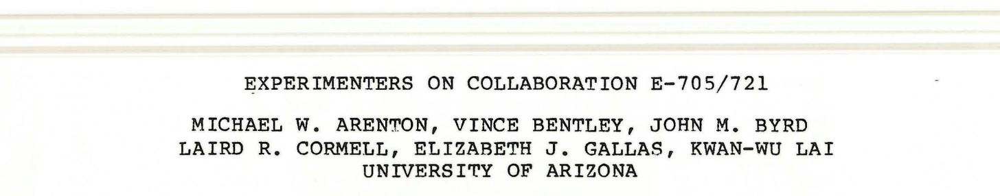 EXPERIMENTERS ON COLLABORATION E-705/721
MICHAEL W. ARENTON, VINCE BENTLEY, JOHN M. BYRD
LAIRD R. CORMELL, ELIZABETH J. GALLAS, KWAN-WU LAI
UNIVERSITY OF ARIZONA